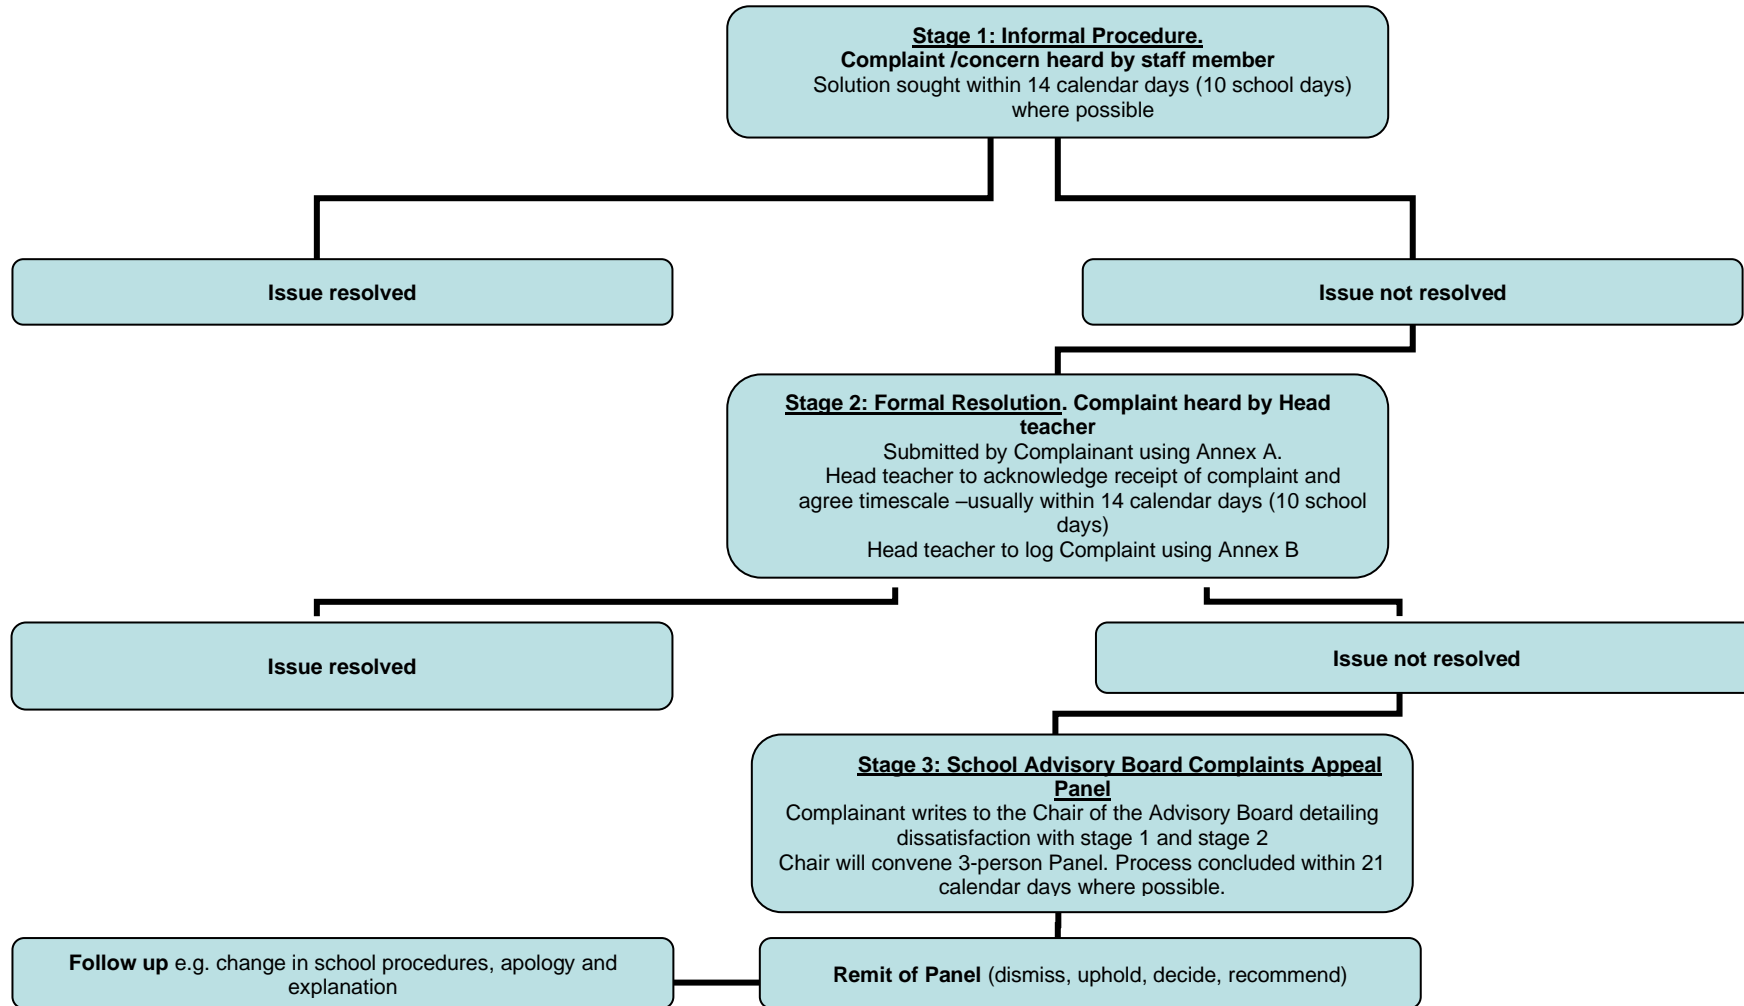 Stage 1: Informal Procedure.
Complaint /concern heard by staff member
Solution sought within 14 calendar days (10 school days)
where possible
Issue resolved
Issue not resolved
Stage 2: Formal Resolution. Complaint heard by Head
teacher
Submitted by Complainant using Annex A.
Head teacher to acknowledge receipt of complaint and
agree timescale –usually within 14 calendar days (10 school
days)
Head teacher to log Complaint using Annex B
Issue resolved
Issue not resolved
Stage 3: School Advisory Board Complaints Appeal
Panel
Complainant writes to the Chair of the Advisory Board detailing
dissatisfaction with stage 1 and stage 2
Chair will convene 3-person Panel. Process concluded within 21
calendar days where possible.
Follow up e.g. change in school procedures, apology and
explanation
Remit of Panel (dismiss, uphold, decide, recommend)